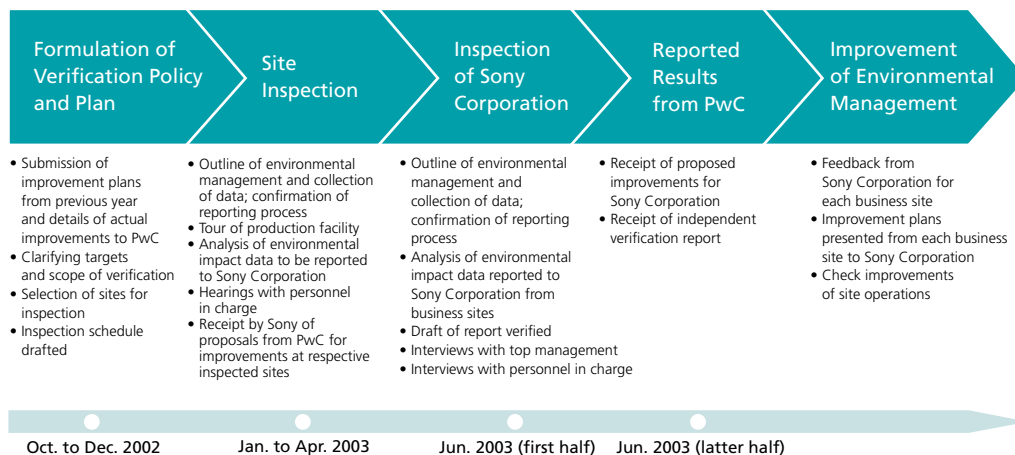 Formulation of
Verification Policy
and Plan
Site
Inspection
Inspection
of Sony
Corporation
Reported
Results
from PwC
Improvement
of Environmental
Management
• Submission of
improvement plans
from previous year
and details of actual
improvements to PwC
• Clarifying targets
and scope of verification
• Selection of sites for
inspection
• Inspection schedule
drafted
• Outline of environmental
management and collection
of data; confirmation of
reporting process
• Tour of production facility
• Analysis of environmental
impact data to be reported
to Sony Corporation
• Hearings with personnel
in charge
• Receipt by Sony of
proposals from PwC for
improvements at respective
inspected sites
• Outline of environmental
management and
collection of data;
confirmation of reporting
process
• Analysis of environmental
impact data reported to
Sony Corporation from
business sites
• Draft of report verified
• Interviews with top management
• Interviews with personnel in charge
• Receipt of proposed
improvements for
Sony Corporation
• Receipt of independent
verification report
• Feedback from
Sony Corporation for
each business site
• Improvement plans
presented from each business
site to Sony Corporation
• Check improvements
of site operations
Oct. to Dec. 2002
Jan. to Apr. 2003
Jun. 2003 (first half)
Jun. 2003 (latter half)